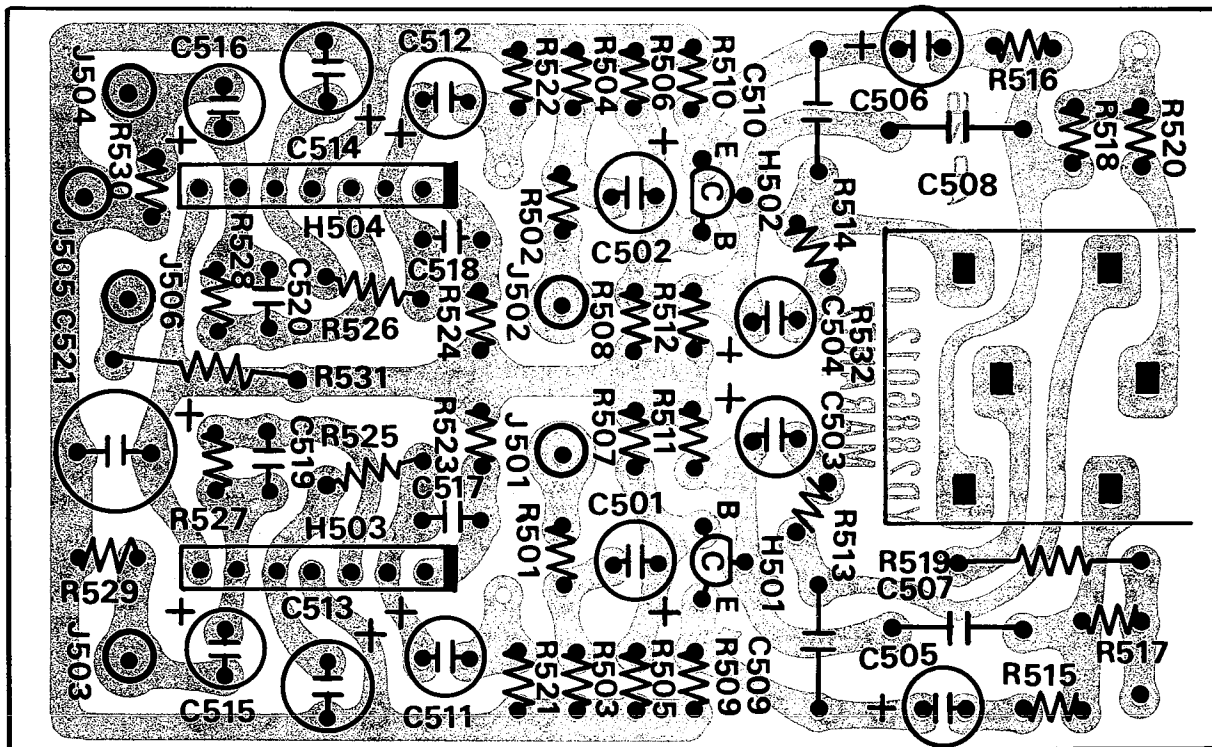 C516
C512
J504
R522
R504
R506
R510
C510
C506
R516
R518
R520
R530
C514
+
+
+
+
+
E
C
B
H502
C508
R514
H504
R502
C502
J505
C521
J506
R528
C520
C518
R526
R524
J502
R508
R512
C504
R532
R531
+
+
+
R525
C519
R523
J501
R507
R511
C503
C517
R527
H503
R501
C501
B
C
E
H501
R513
R519
C507
R529
C513
+
+
+
+
J503
C515
C511
R521
R503
R505
R509
C509
C505
+
R515
R517